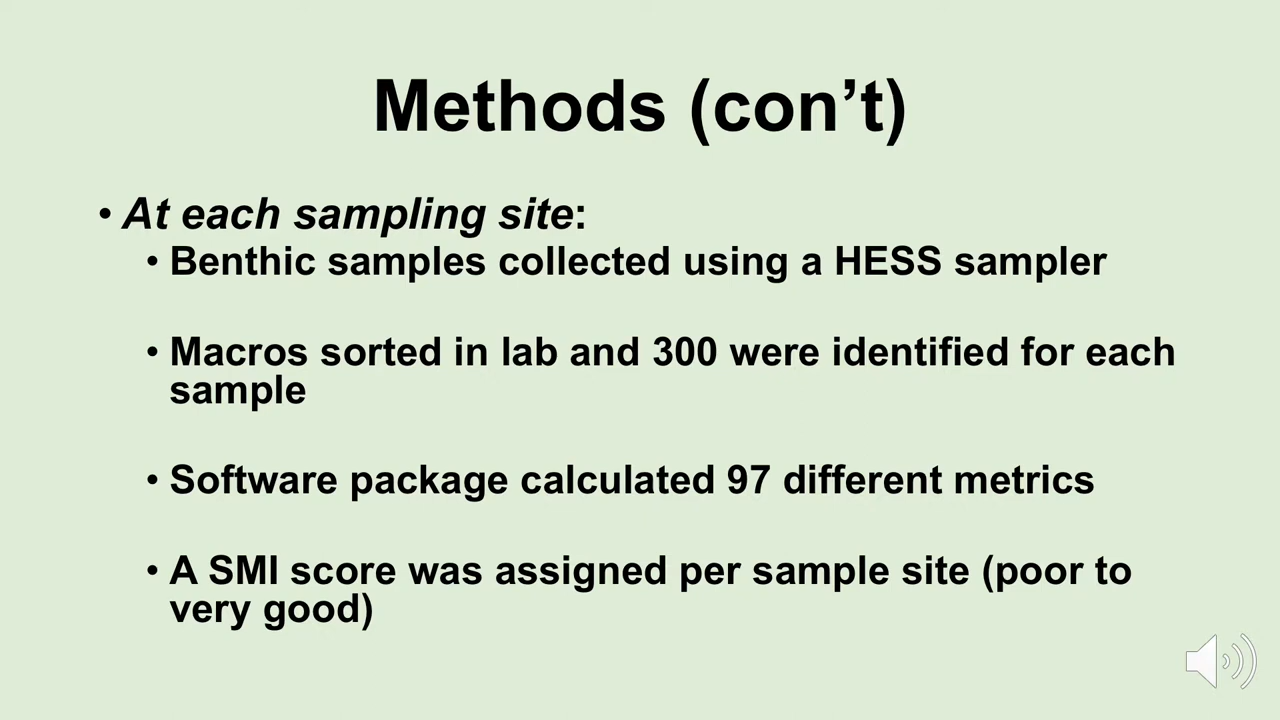 Methods (con’t)
• At each sampling site:
• Benthic samples collected using a HESS sampler
• Macros sorted in lab and 300 were identified for each
sample
• Software package calculated 97 different metrics
• A SMI score was assigned per sample site (poor to
very good)